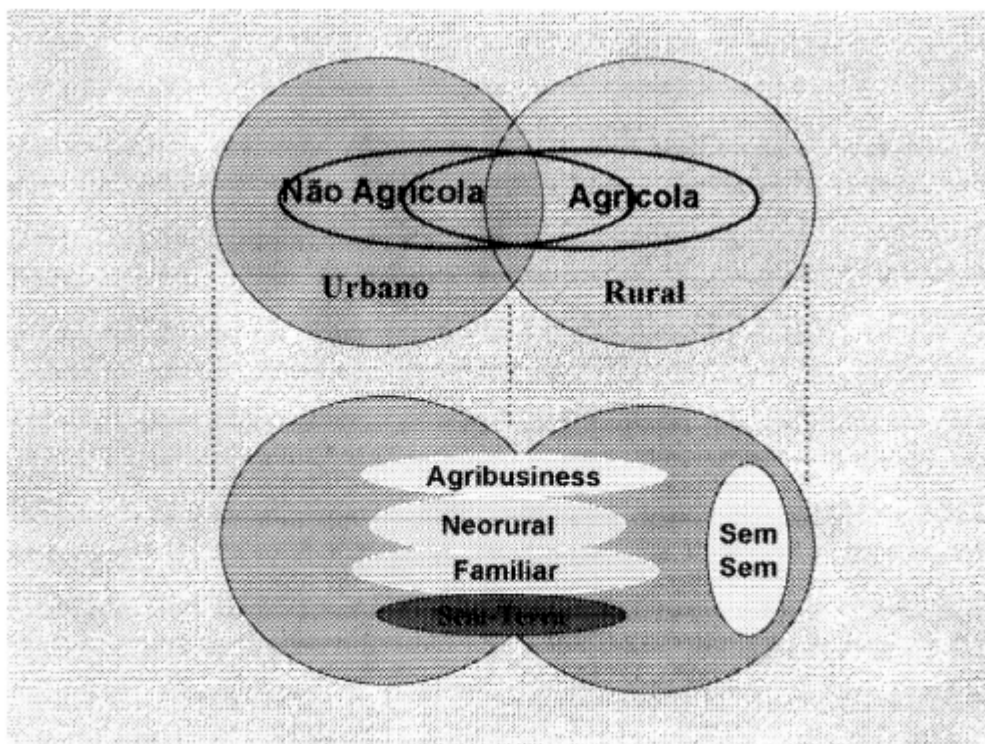 Não Agrícola
Agrícola
Urbano
Rural
Agribusiness
Neorural
Familiar
Sem-Terra
Sem
Sem